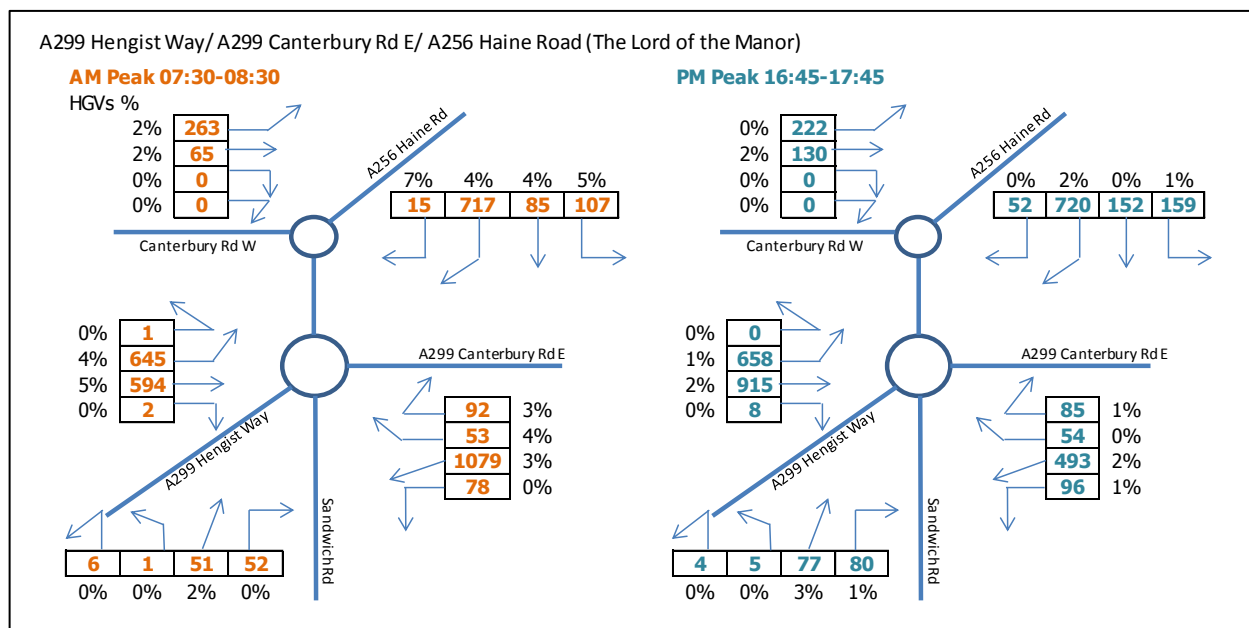 A299 Hengist Way/ A299 Canterbury Rd E/ A256 Haine Road (The Lord of the Manor)
AM Peak 07:30-08:30
HGVs %
2% 263
2% 65
0% 0
0% 0
A256 Haine Rd
7% 4% 4% 5%
15 717 85 107
Canterbury Rd W
0% 1
4% 645
5% 594
0% 2
A299 Canterbury Rd E
A299 Hengist Way
92 3%
53 4%
1079 3%
78 0%
Sandwich Rd
6 1 51 52
0% 0% 2% 0%
PM Peak 16:45-17:45
0% 222
2% 130
0% 0
0% 0
A256 Haine Rd
0% 2% 0% 1%
52 720 152 159
Canterbury Rd W
0% 0
1% 658
2% 915
0% 8
A299 Canterbury Rd E
A299 Hengist Way
85 1%
54 0%
493 2%
96 1%
Sandwich Rd
4 5 77 80
0% 0% 3% 1%